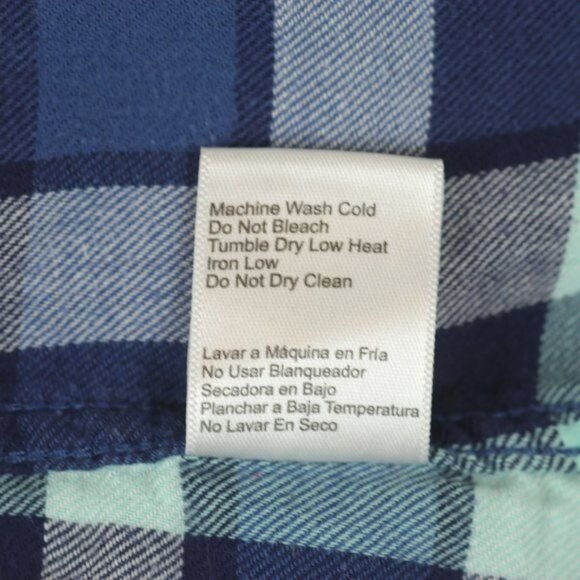 Machine Wash Cold
Do Not Bleach
Tumble Dry Low Heat
Iron Low
Do Not Dry Clean
Lavar a Máquina en Fría
No Usar Blanqueador
Secadora en Bajo
Planchar a Baja Temperatura
No Lavar En Seco